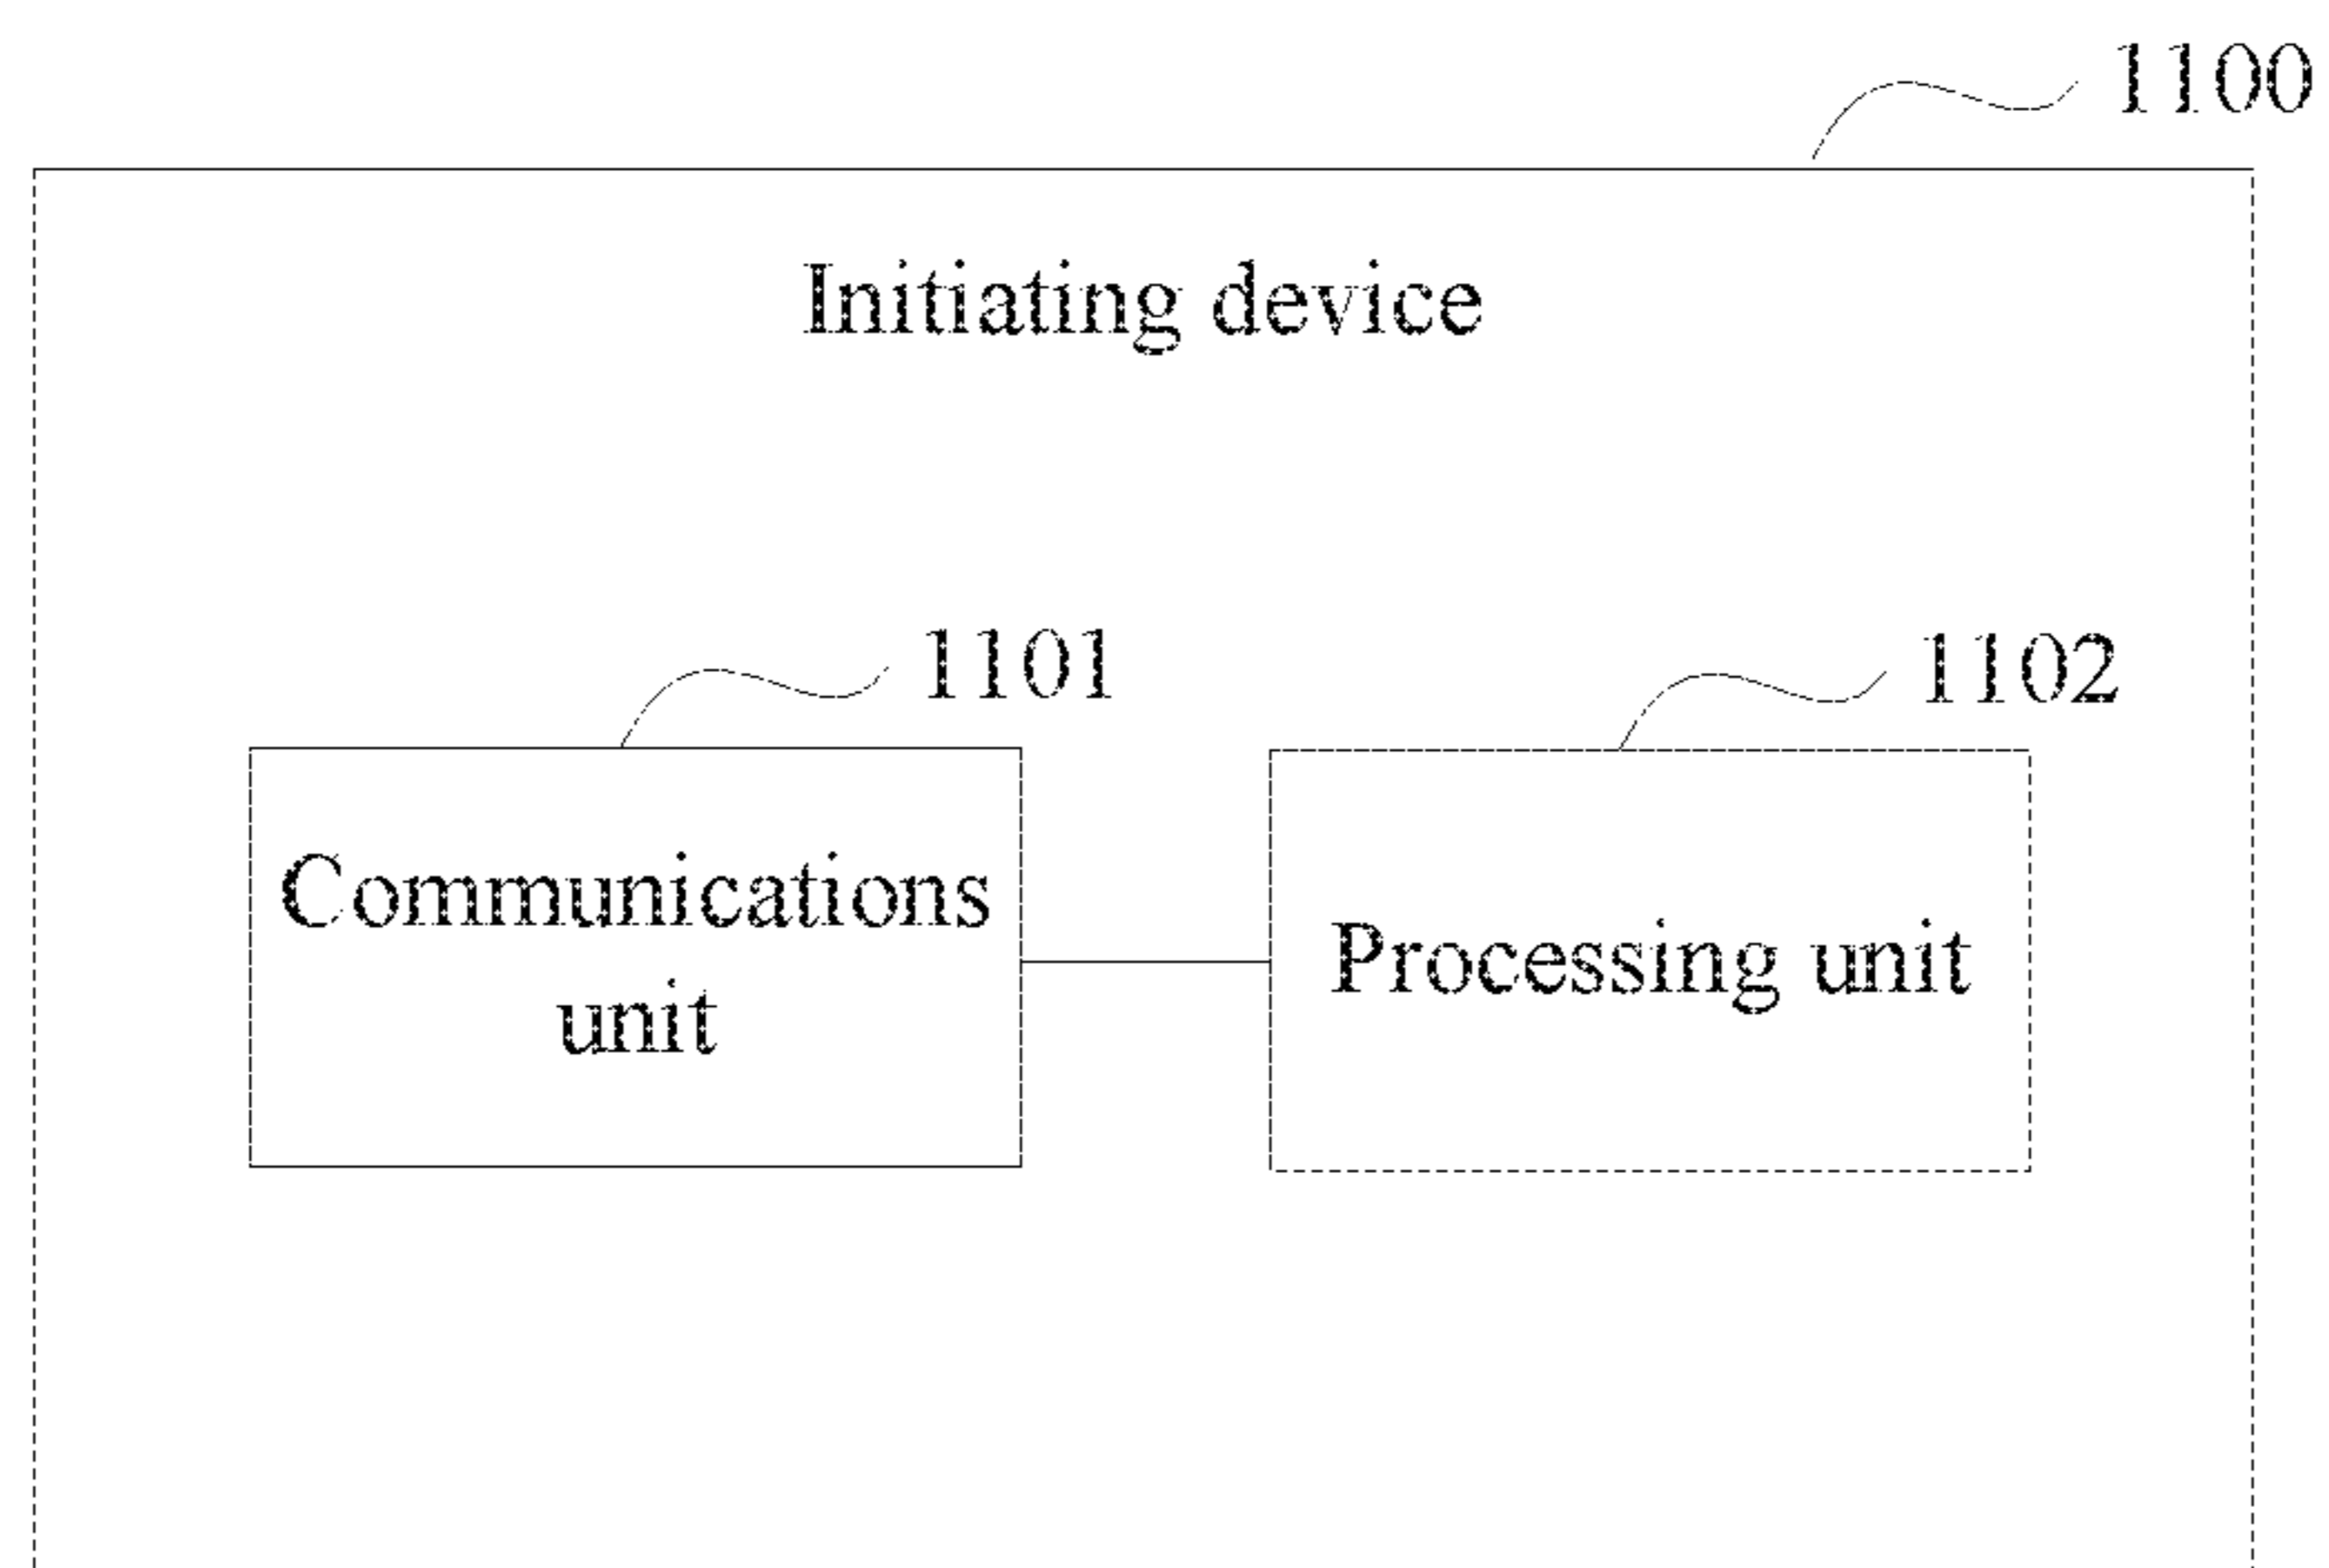 1100
Initiating device
1101
1102
Communications
unit
Processing unit